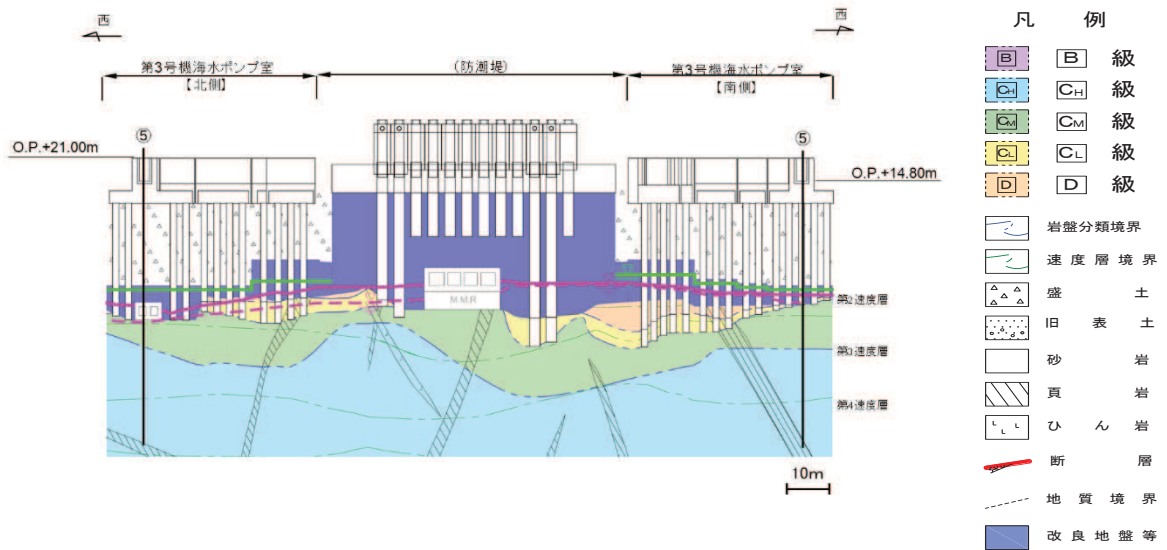 西
西
第3号機海水ポンプ室
【北側】
(防潮堤)
第3号機海水ポンプ室
【南側】
⑤
⑤
O.P.+21.00m
O.P.+14.80m
M.M.R
第2速度層
第3速度層
第4速度層
10m
凡 例
B B 級
CH CH 級
CM CM 級
CL CL 級
D D 級
岩盤分類境界
速度層境界
盛土
旧表土
砂岩
頁岩
ひん岩
断層
地質境界
改良地盤等